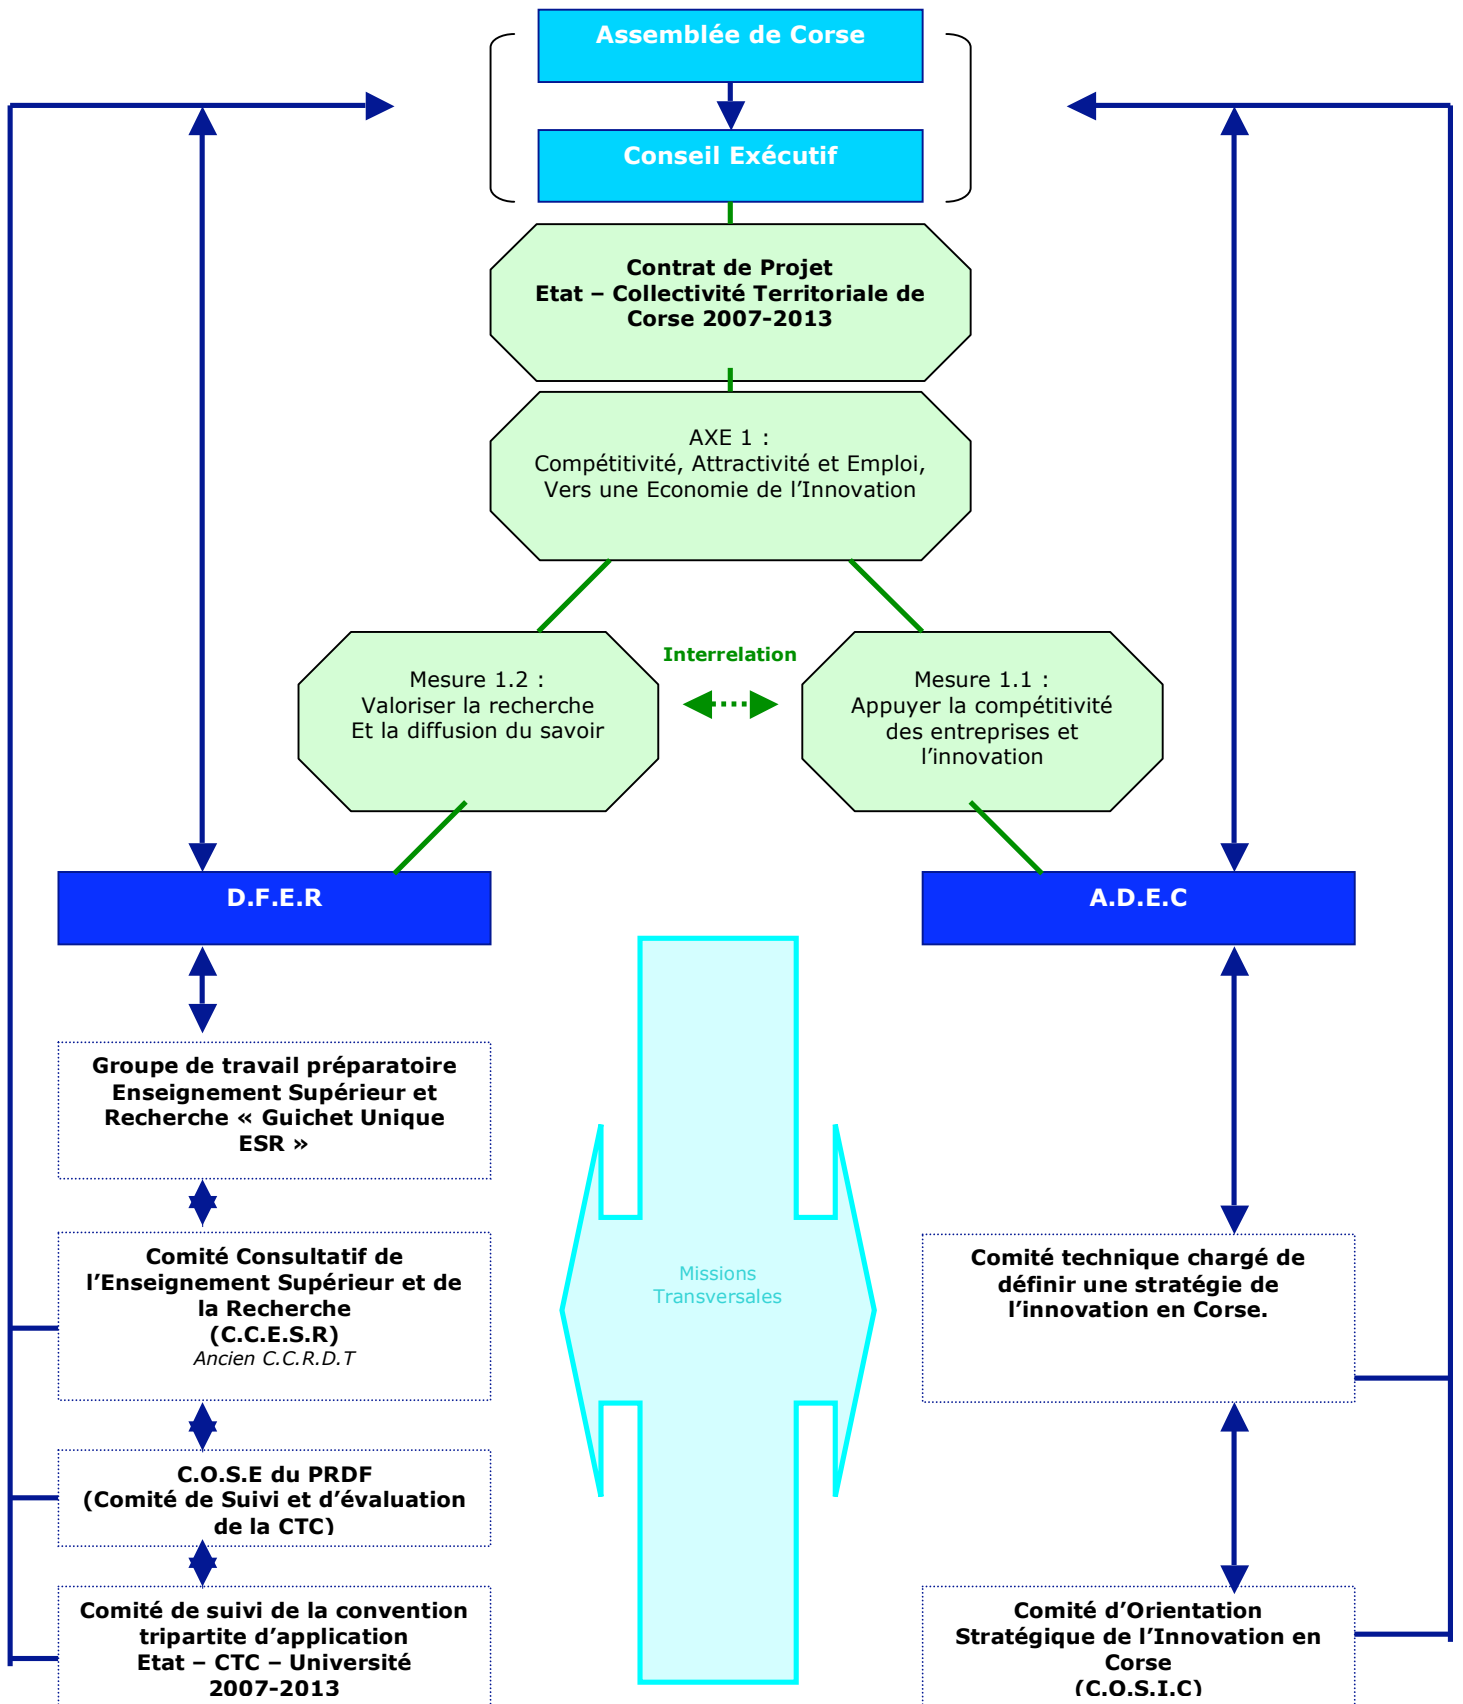 Assemblée de Corse
Conseil Exécutif
Contrat de Projet
Etat – Collectivité Territoriale de
Corse 2007-2013
AXE 1 :
Compétitivité, Attractivité et Emploi,
Vers une Economie de l’Innovation
Mesure 1.2 :
Valoriser la recherche
Et la diffusion du savoir
Interrelation
Mesure 1.1 :
Appuyer la compétitivité
des entreprises et
l’innovation
D.F.E.R
A.D.E.C
Groupe de travail préparatoire
Enseignement Supérieur et
Recherche « Guichet Unique
ESR »
Comité Consultatif de
l’Enseignement Supérieur et de
la Recherche
(C.C.E.S.R)
Ancien C.C.R.D.T
Missions
Transversales
Comité technique chargé de
définir une stratégie de
l’innovation en Corse.
C.O.S.E du PRDF
(Comité de Suivi et d’évaluation
de la CTC)
Comité de suivi de la convention
tripartite d’application
Etat – CTC – Université
2007-2013
Comité d’Orientation
Stratégique de l’Innovation en
Corse
(C.O.S.I.C)